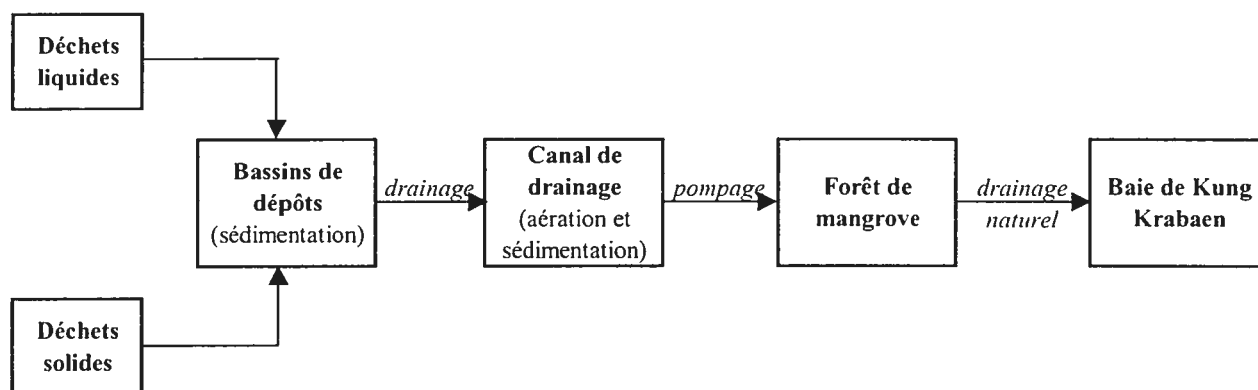 Déchets
liquides
Bassins de
dépôts
(sédimentation)
drainage
Canal de
drainage
(aération et
sédimentation)
pompage
Forêt de
mangrove
drainage
naturel
Baie de Kung
Krabaen
Déchets
solides